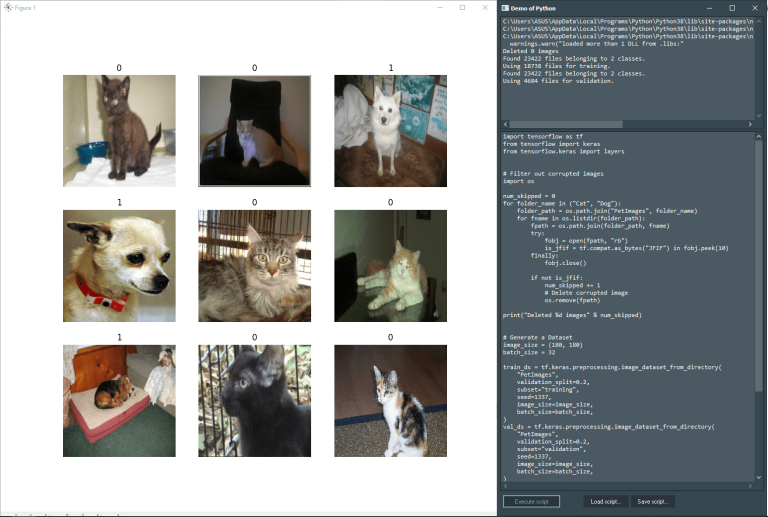 Figure 1
0
0
1
1
0
0
1
0
0
Demo of Python
C:\Users\ASUS\AppData\Local\Programs\Python\Python38\lib\site-packages\n
C:\Users\ASUS\AppData\Local\Programs\Python\Python38\lib\site-packages\n
C:\Users\ASUS\AppData\Local\Programs\Python\Python38\lib\site-packages\n
warnings.warn("loaded more than 1 DLL from .libs:"
Deleted 0 images
Found 23422 files belonging to 2 classes.
Using 18738 files for training.
Found 23422 files belonging to 2 classes.
Using 4684 files for validation.
import tensorflow as tf
from tensorflow import keras
from tensorflow.keras import layers
# Filter out corrupted images
import os
num_skipped = 0
for folder_name in ("Cat", "Dog"):
folder_path = os.path.join("PetImages", folder_name)
for fname in os.listdir(folder_path):
fpath = os.path.join(folder_path, fname)
try:
fobj = open(fpath, "rb")
is_jfif = tf.compat.as_bytes("JFIF") in fobj.peek(10)
finally:
fobj.close()
if not is_jfif:
num_skipped += 1
# Delete corrupted image
os.remove(fpath)
print("Deleted %d images" % num_skipped)
# Generate a Dataset
image_size = (180, 180)
batch_size = 32
train_ds = tf.keras.preprocessing.image_dataset_from_directory(
"PetImages",
validation_split=0.2,
subset="training",
seed=1337,
image_size=image_size,
batch_size=batch_size,
)
val_ds = tf.keras.preprocessing.image_dataset_from_directory(
"PetImages",
validation_split=0.2,
subset="validation",
seed=1337,
image_size=image_size,
batch_size=batch_size,
)
Execute script
Load script...
Save script...